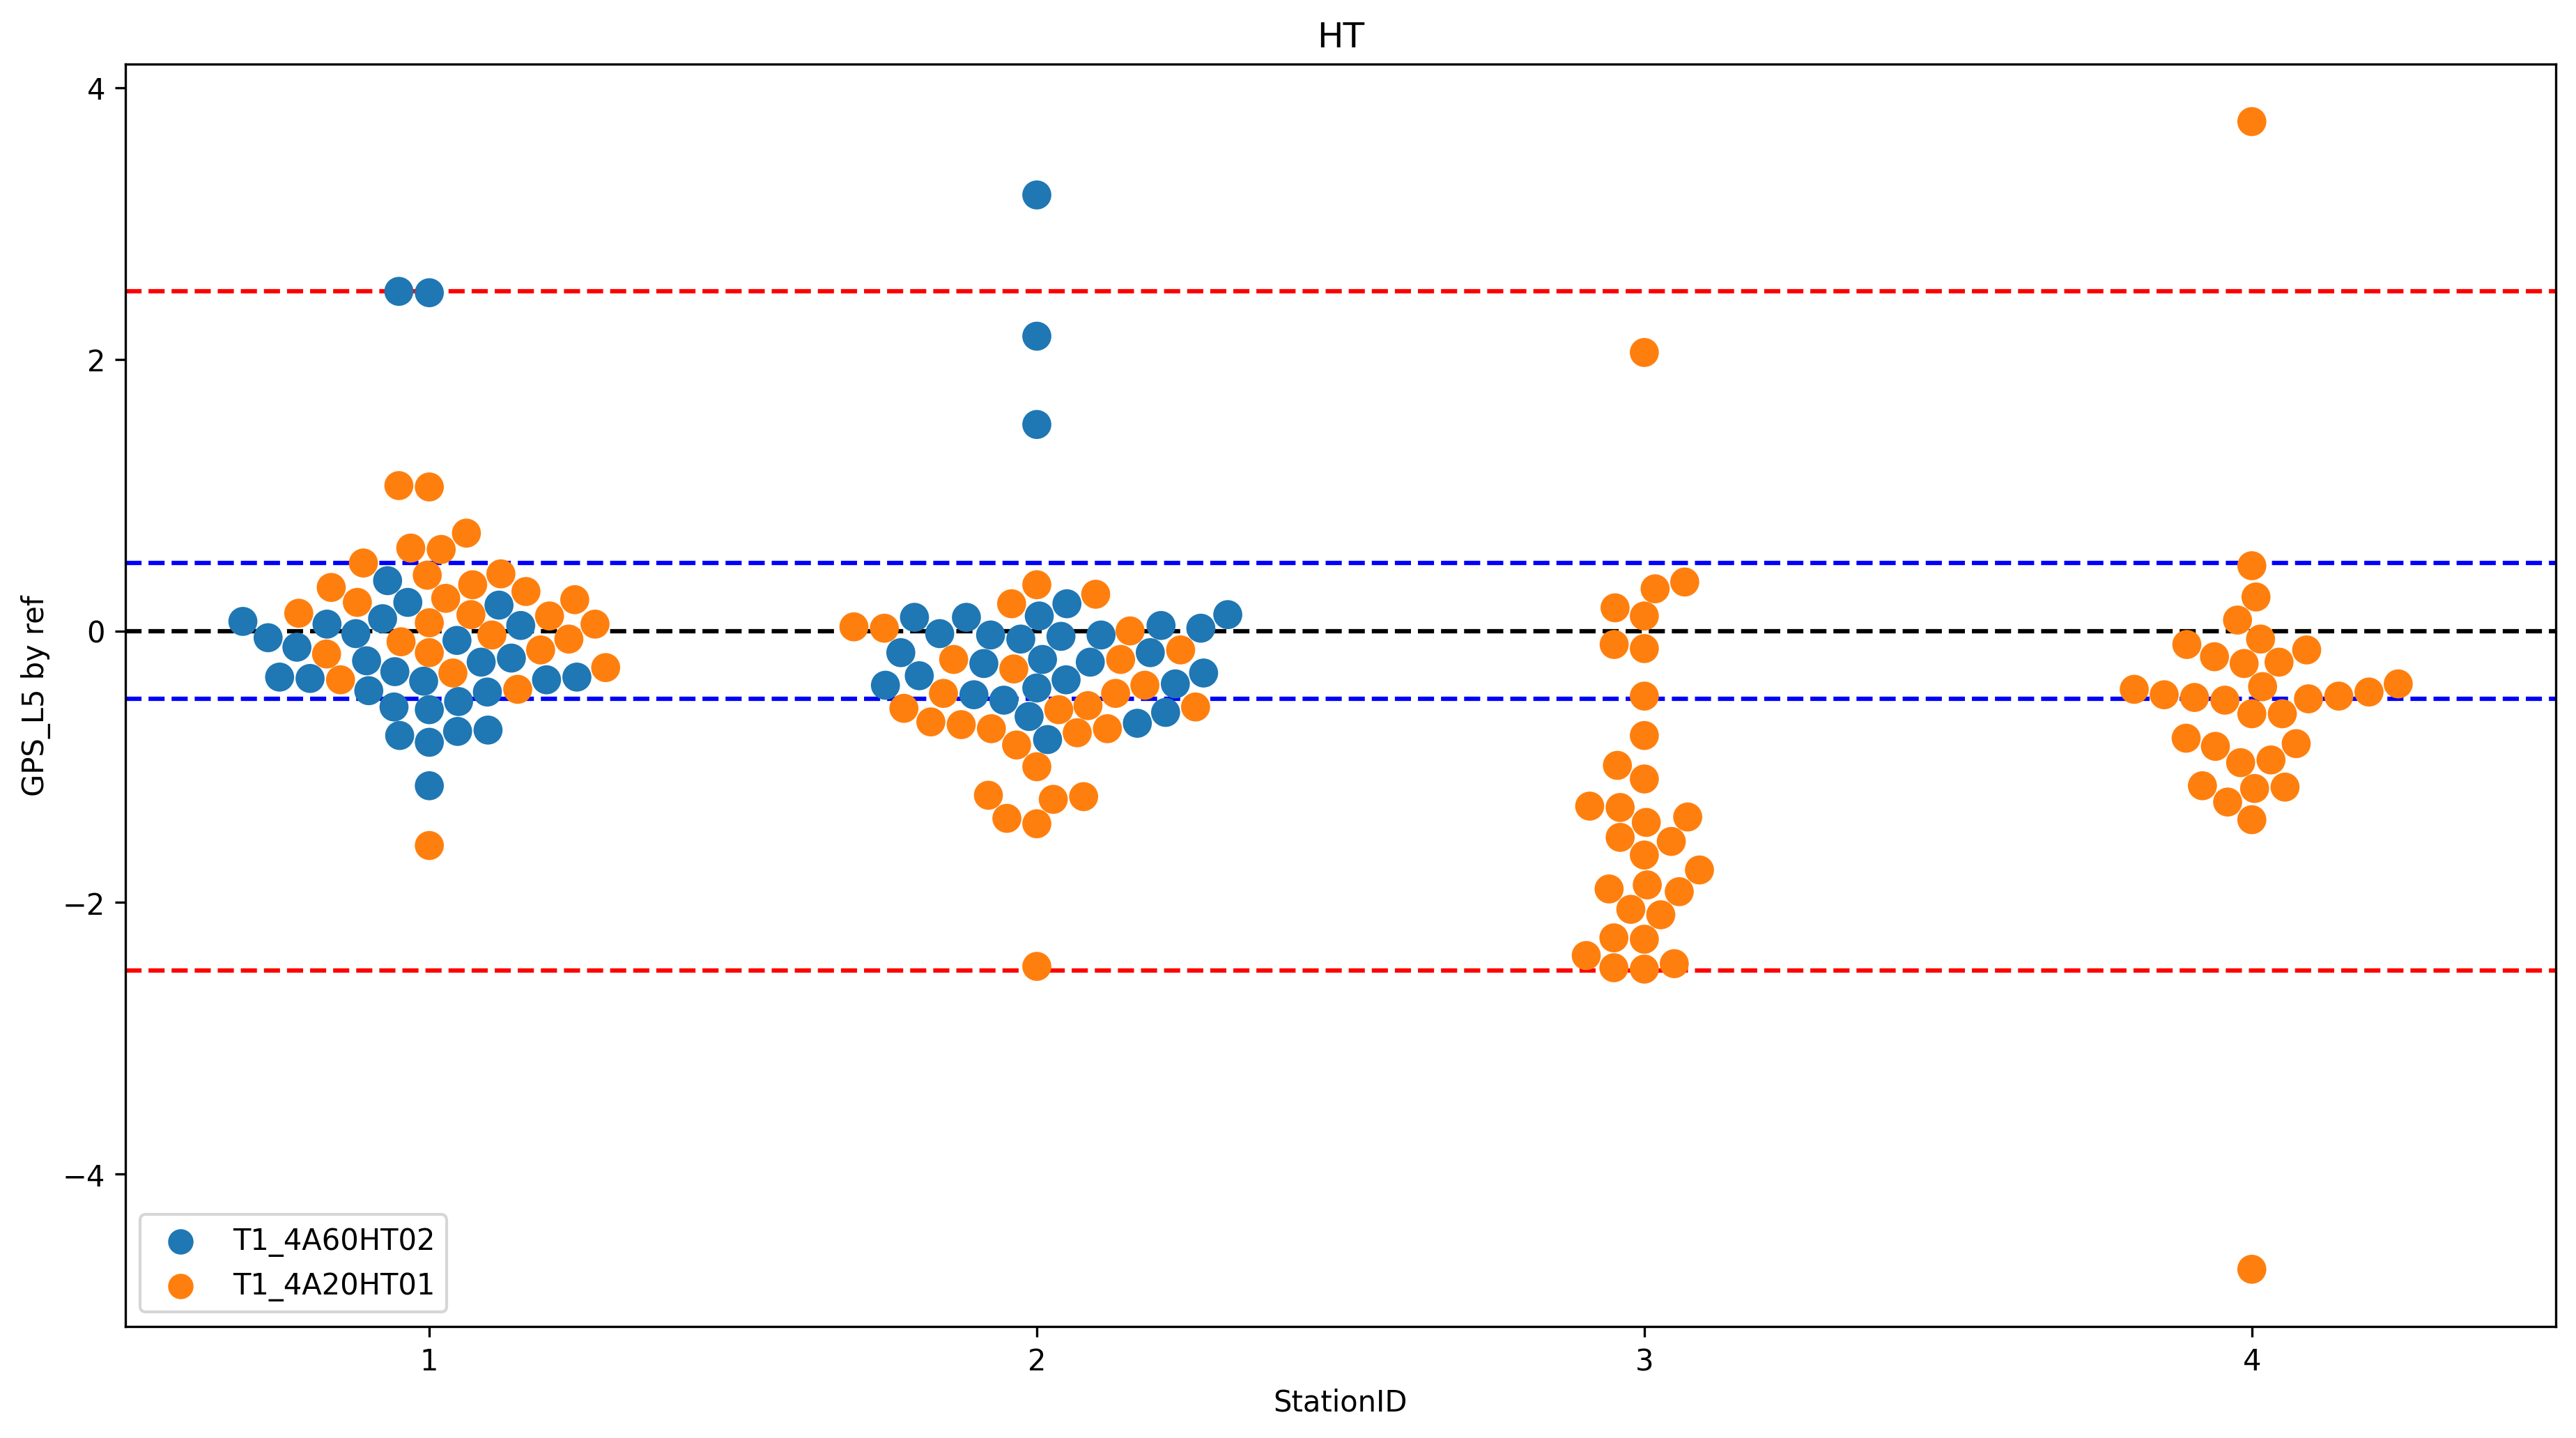 HT
4
2
0
−2
−4
GPS_L5 by ref
1
2
3
4
StationID
T1_4A60HT02
T1_4A20HT01